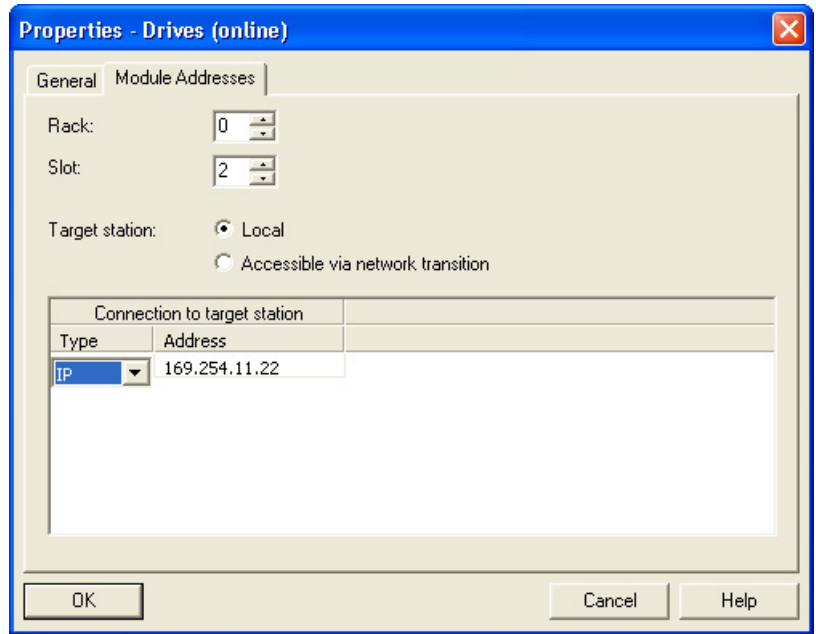 Properties - Drives (online)
General
Module Addresses
Rack:
0
Slot:
2
Target station:
Local
Accessible via network transition
Connection to target station
Type
Address
IP
169.254.11.22
OK
Cancel
Help